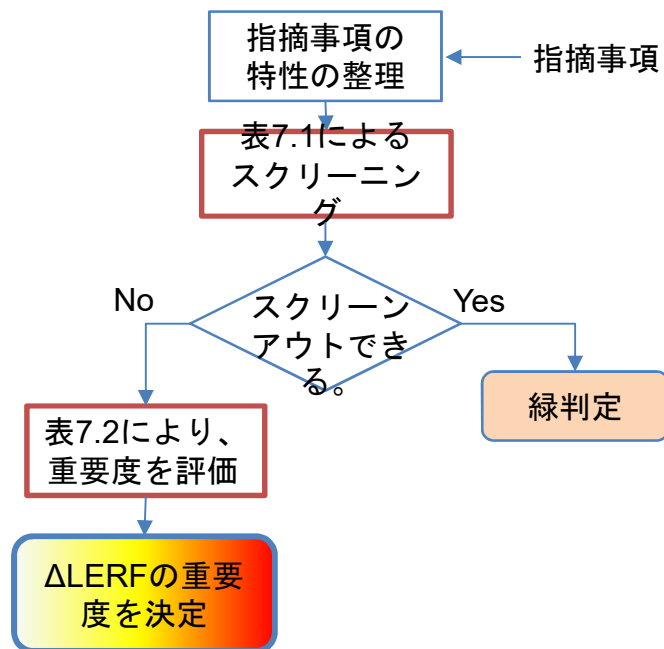 指摘事項の
特性の整理
指摘事項
表7.1による
スクリーニン
グ
No
スクリーン
アウトでき
る。
Yes
緑判定
表7.2により、
重要度を評価
ΔLERFの重要
度を決定